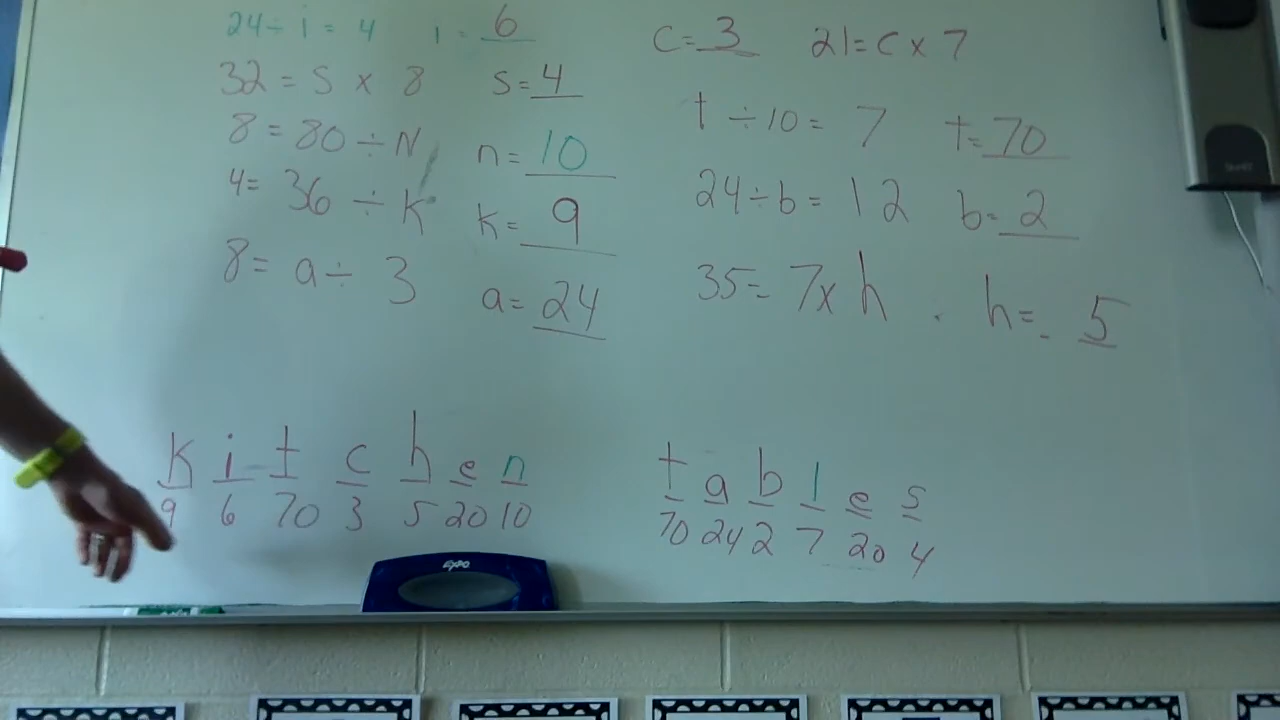 24 ÷ i = 4 i = 6
32 = S x 8 S = 4
8 = 80 ÷ N n = 10
4 = 36 ÷ K K = 9
8 = a ÷ 3 a = 24
C = 3 21 = C x 7
t ÷ 10 = 7 t = 70
24 ÷ b = 12 b = 2
35 = 7 x h h = 5
k i t c h e n
9 6 70 3 5 20 10
t a b l e s
70 24 2 7 20 4
EXPO